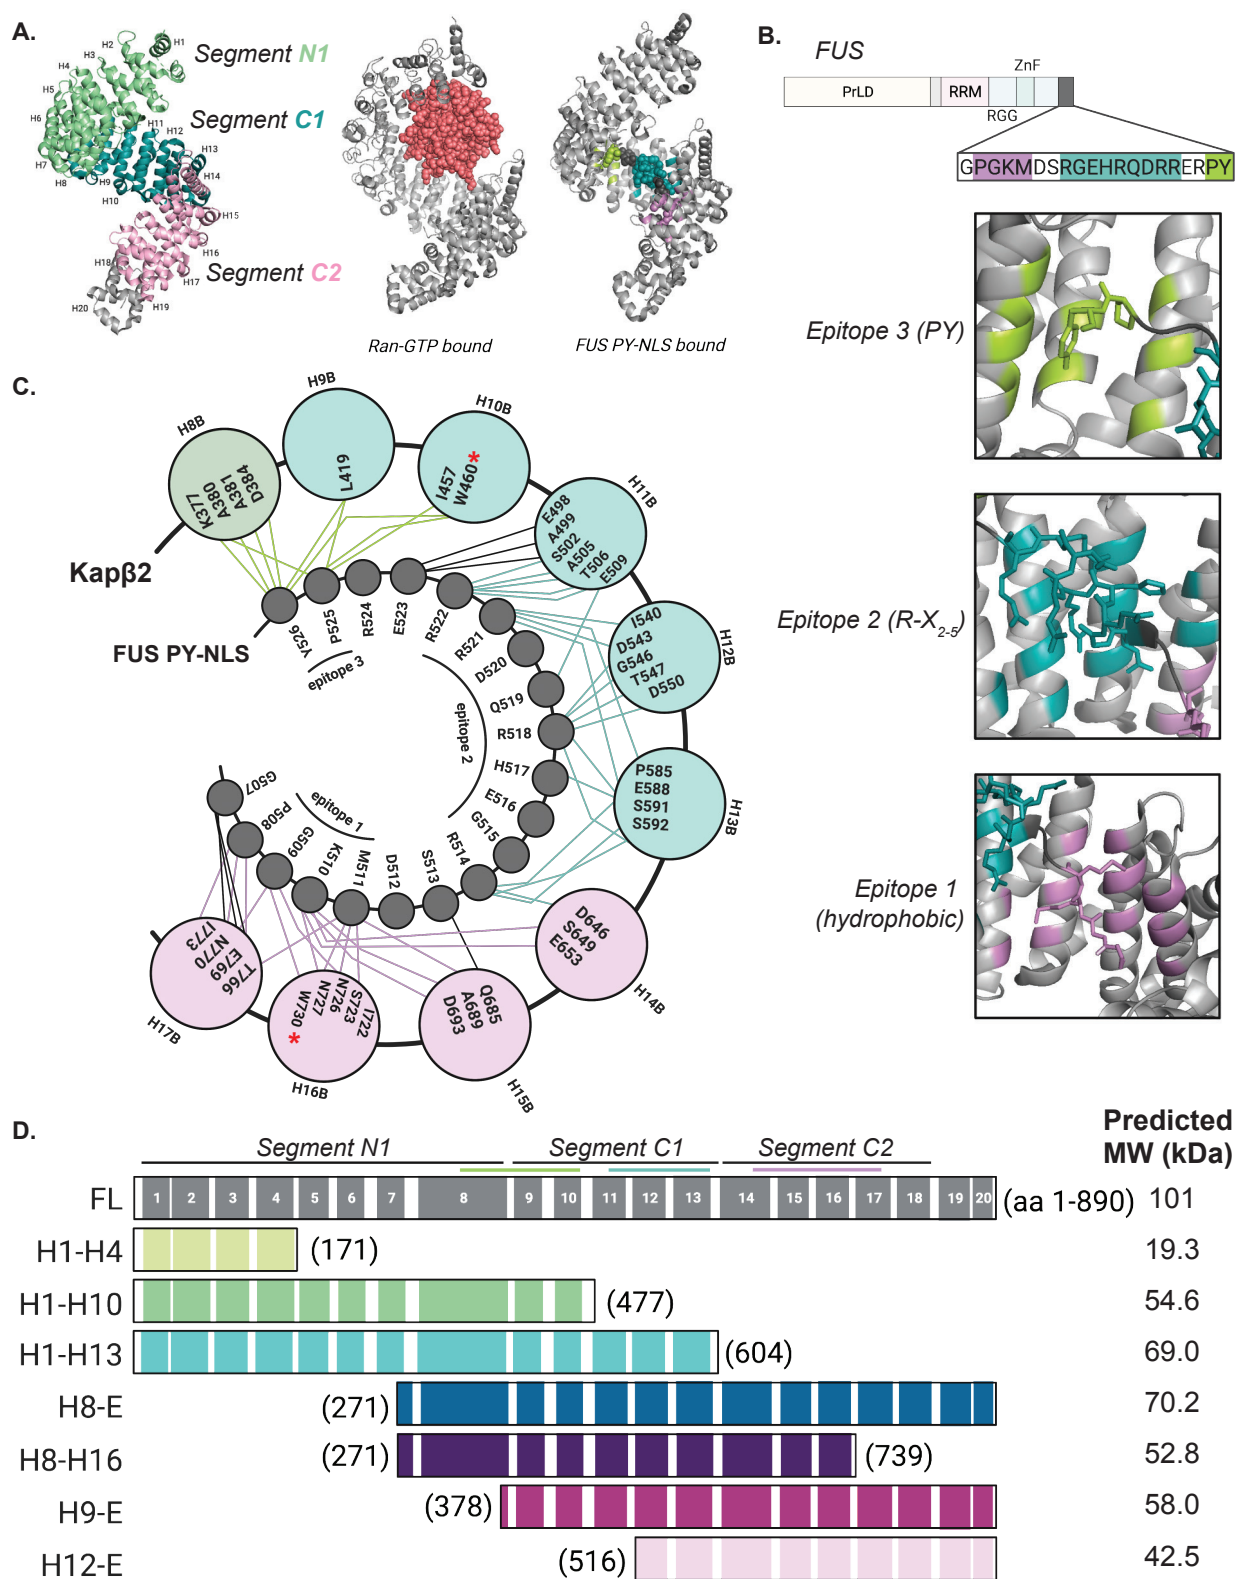 A.
H1
H2
H3
H4
H5
H6
H7
H8
H9
H10
H11
H12
H13
H14
H15
H16
H17
H18
H19
H20
Segment N1
Segment C1
Segment C2
Ran-GTP bound
FUS PY-NLS bound
B.
FUS
ZnF
PrLD
RRM
RGG
GPGKMDSRGEHRQDRRERPY
Epitope 3 (PY)
Epitope 2 (R-X2-5)
Epitope 1
(hydrophobic)
C.
Kapβ2
FUS PY-NLS
H8B
K377
A380
A381
D384
H9B
L419
H10B
I457
W460*
H11B
E498
A499
S502
A505
T506
E509
H12B
I540
D543
G546
T547
D550
H13B
P585
E588
S591
S592
H14B
D646
S649
E653
H15B
Q685
A689
D693
H16B
I722
S723
N726
N727
W730
*
H17B
T766
E769
N770
I773
Y526
P525
R524
E523
R522
R521
D520
Q519
R518
H517
E516
G515
R514
S513
D512
M511
K510
G509
P508
G507
epitope 3
epitope 2
epitope 1
D.
Segment N1 Segment C1 Segment C2
Predicted
MW (kDa)
FL 1 2 3 4 5 6 7 8 9 10 11 12 13 14 15 16 17 18 19 20 (aa 1-890) 101
H1-H4 (171) 19.3
H1-H10 (477) 54.6
H1-H13 (604) 69.0
H8-E (271) 70.2
H8-H16 (271) (739) 52.8
H9-E (378) 58.0
H12-E (516) 42.5